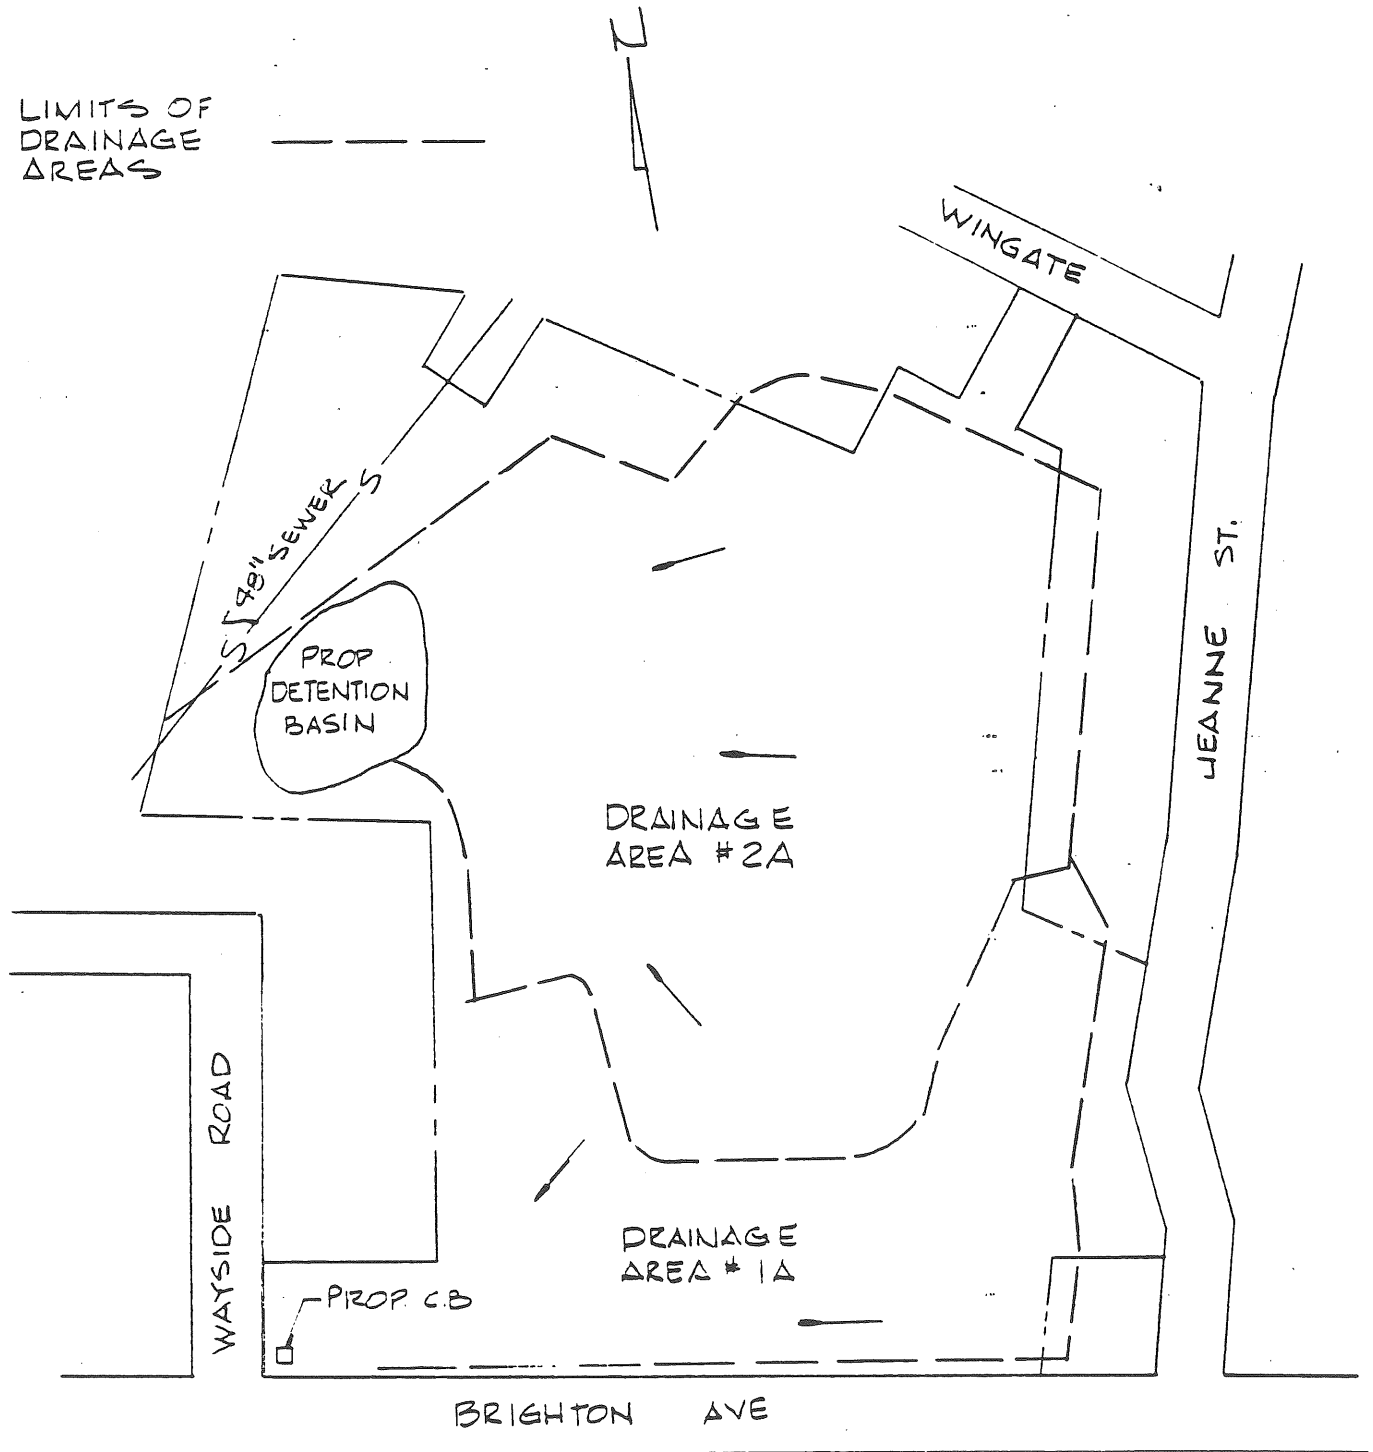 N
LIMITS OF
DRAINAGE
AREAS
WINGATE
S
48" SEWER
S
PROP
DETENTION
BASIN
JEANNE ST.
DRAINAGE
AREA #2A
WAYSIDE ROAD
DRAINAGE
AREA # 1A
PROP. C.B
BRIGHTON AVE